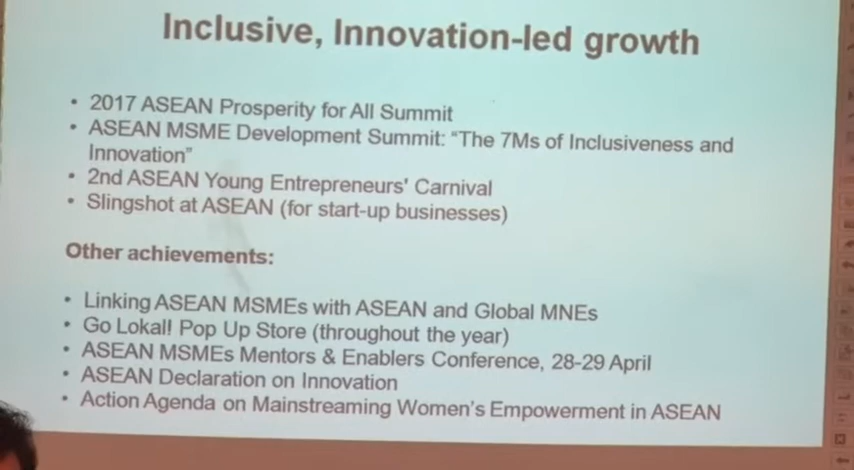 Inclusive, Innovation-led growth
• 2017 ASEAN Prosperity for All Summit
• ASEAN MSME Development Summit: “The 7Ms of Inclusiveness and
Innovation”
• 2nd ASEAN Young Entrepreneurs' Carnival
• Slingshot at ASEAN (for start-up businesses)
Other achievements:
• Linking ASEAN MSMEs with ASEAN and Global MNEs
• Go Lokal! Pop Up Store (throughout the year)
• ASEAN MSMEs Mentors & Enablers Conference, 28-29 April
• ASEAN Declaration on Innovation
• Action Agenda on Mainstreaming Women's Empowerment in ASEAN